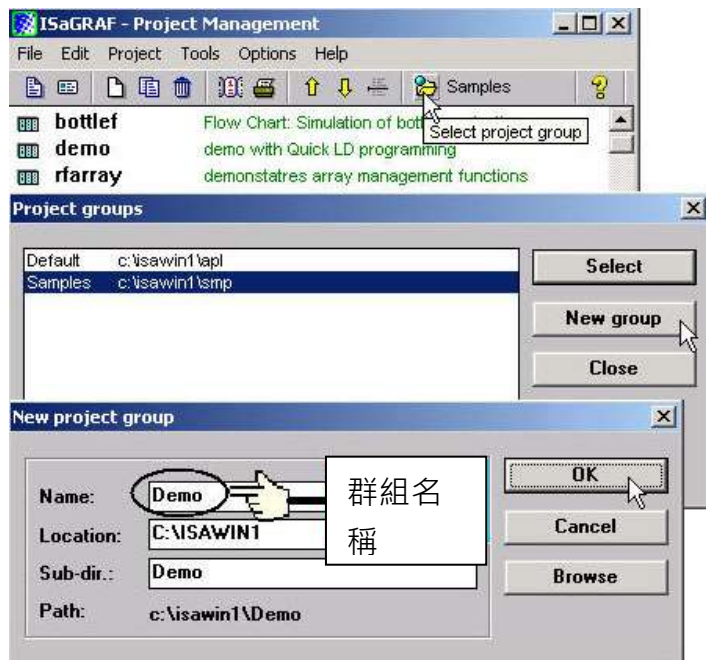 ISaGRAF - Project Management
File Edit Project Tools Options Help
Samples
bottlef Flow Chart: Simulation of
Select project group
demo demo with Quick LD programming
rfarray demonstatres array management functions
Project groups
Default c:\isawin1\apl
Samples c:\isawin1\smp
Select
New group
Close
New project group
Name: Demo
群組名
稱
Location: C:\ISAWIN1
Sub-dir.: Demo
Path: c:\isawin1\Demo
OK
Cancel
Browse